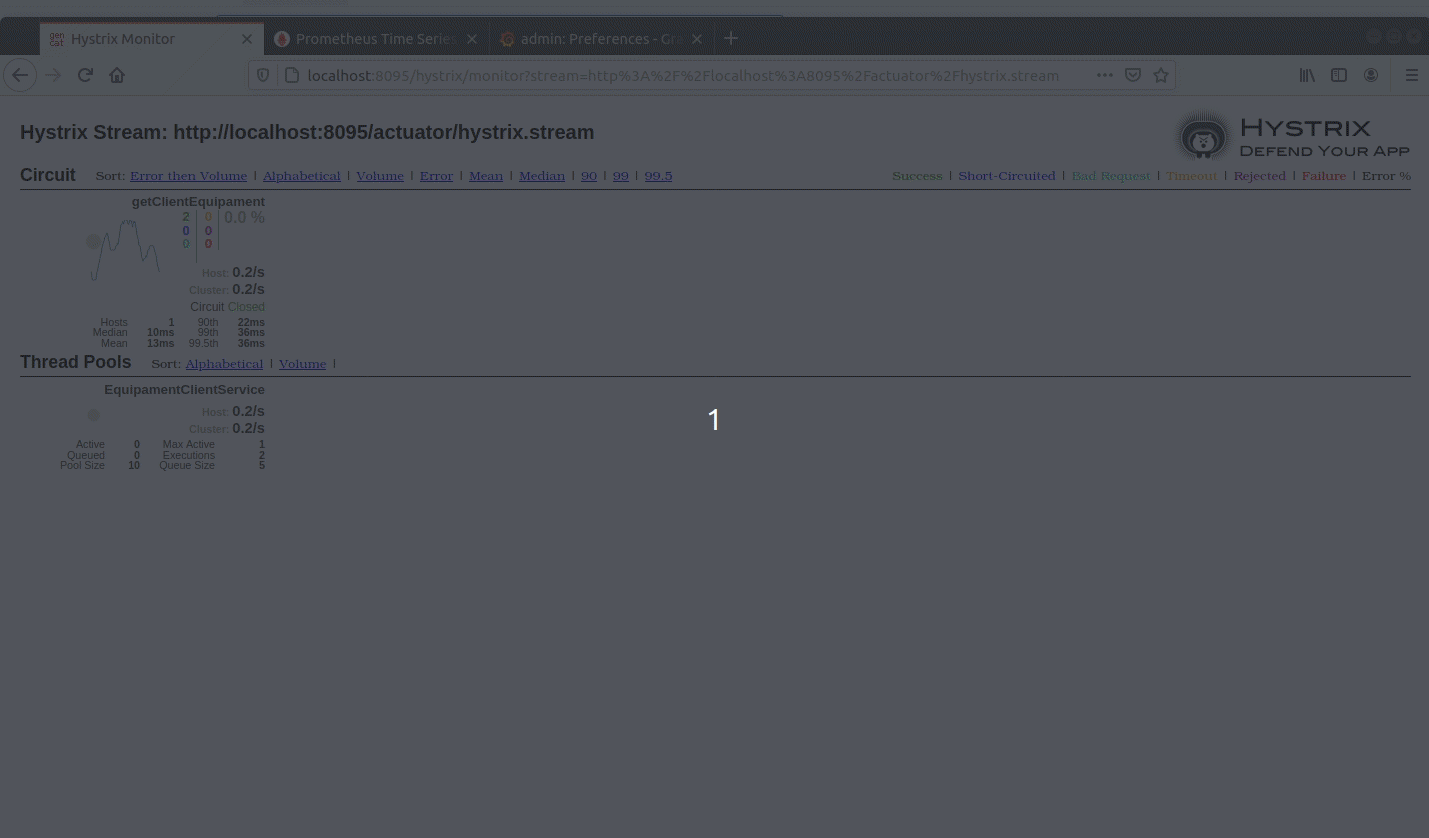 gen cat Hystrix Monitor Prometheus Time Series admin: Preferences - Gra
localhost:8095/hystrix/monitor?stream=http%3A%2F%2Flocalhost%3A8095%2Factuator%2Fhystrix.stream
Hystrix Stream: http://localhost:8095/actuator/hystrix.stream
HYSTRIX
DEFEND YOUR APP
Circuit Sort: Error then Volume | Alphabetical | Volume | Error | Mean | Median | 90 | 99 | 99.5
Success | Short-Circuited | Bad Request | Timeout | Rejected | Failure | Error %
getClientEquipament
2 0 0.0 %
0 0
0 0
Host: 0.2/s
Cluster: 0.2/s
Circuit Closed
Hosts 1 90th 22ms
Median 10ms 99th 36ms
Mean 13ms 99.5th 36ms
Thread Pools Sort: Alphabetical | Volume |
EquipamentClientService
Host: 0.2/s
Cluster: 0.2/s
1
Active 0 Max Active 1
Queued 0 Executions 2
Pool Size 10 Queue Size 5